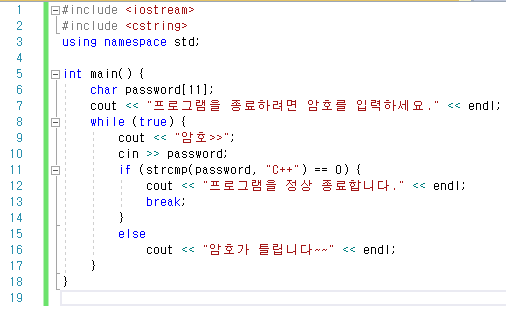 1 #include <iostream>
2 #include <cstring>
3 using namespace std;
4
5 int main() {
6 char password[11];
7 cout << "프로그램을 종료하려면 암호를 입력하세요." << endl;
8 while (true) {
9 cout << "암호>>";
10 cin >> password;
11 if (strcmp(password, "C++") == 0) {
12 cout << "프로그램을 정상 종료합니다." << endl;
13 break;
14 }
15 else
16 cout << "암호가 틀립니다~~" << endl;
17 }
18 }
19